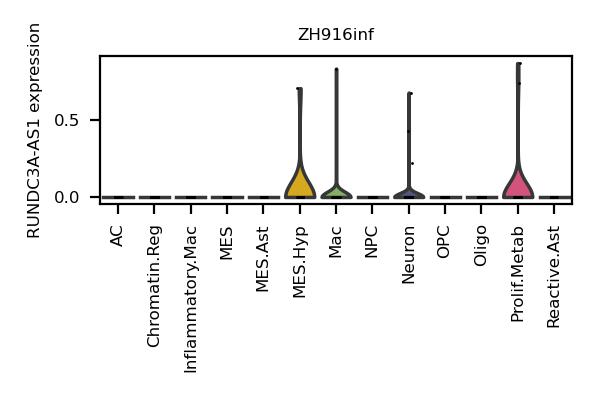 ZH916inf
RUNDC3A-AS1 expression
0.5
0.0
AC
Chromatin.Reg
Inflammatory.Mac
MES
MES.Ast
MES.Hyp
Mac
NPC
Neuron
OPC
Oligo
Prolif.Metab
Reactive.Ast